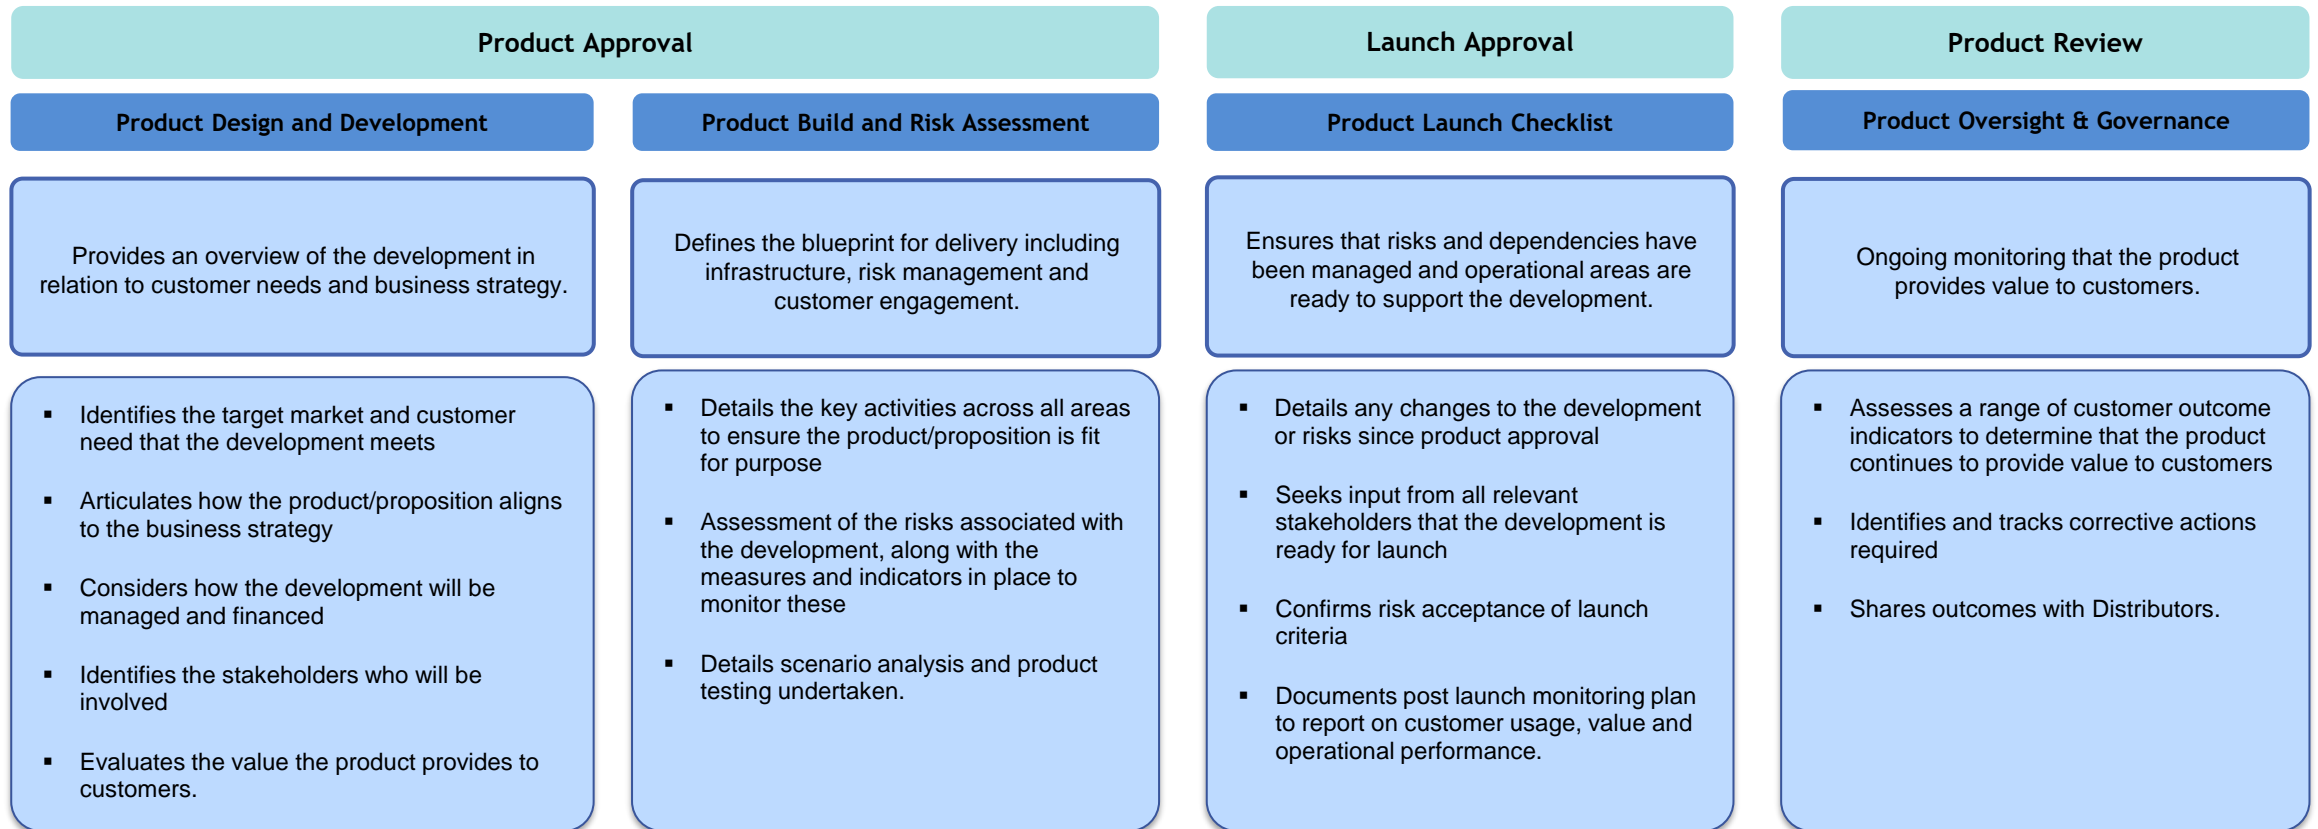 Product Approval
Launch Approval
Product Review
Product Design and Development
Product Build and Risk Assessment
Product Launch Checklist
Product Oversight & Governance
Provides an overview of the development in
relation to customer needs and business strategy.
Defines the blueprint for delivery including
infrastructure, risk management and
customer engagement.
Ensures that risks and dependencies have
been managed and operational areas are
ready to support the development.
Ongoing monitoring that the product
provides value to customers.
▪ Identifies the target market and customer
need that the development meets
▪ Articulates how the product/proposition aligns
to the business strategy
▪ Considers how the development will be
managed and financed
▪ Identifies the stakeholders who will be
involved
▪ Evaluates the value the product provides to
customers.
▪ Details the key activities across all areas
to ensure the product/proposition is fit
for purpose
▪ Assessment of the risks associated with
the development, along with the
measures and indicators in place to
monitor these
▪ Details scenario analysis and product
testing undertaken.
▪ Details any changes to the development
or risks since product approval
▪ Seeks input from all relevant
stakeholders that the development is
ready for launch
▪ Confirms risk acceptance of launch
criteria
▪ Documents post launch monitoring plan
to report on customer usage, value and
operational performance.
▪ Assesses a range of customer outcome
indicators to determine that the product
continues to provide value to customers
▪ Identifies and tracks corrective actions
required
▪ Shares outcomes with Distributors.